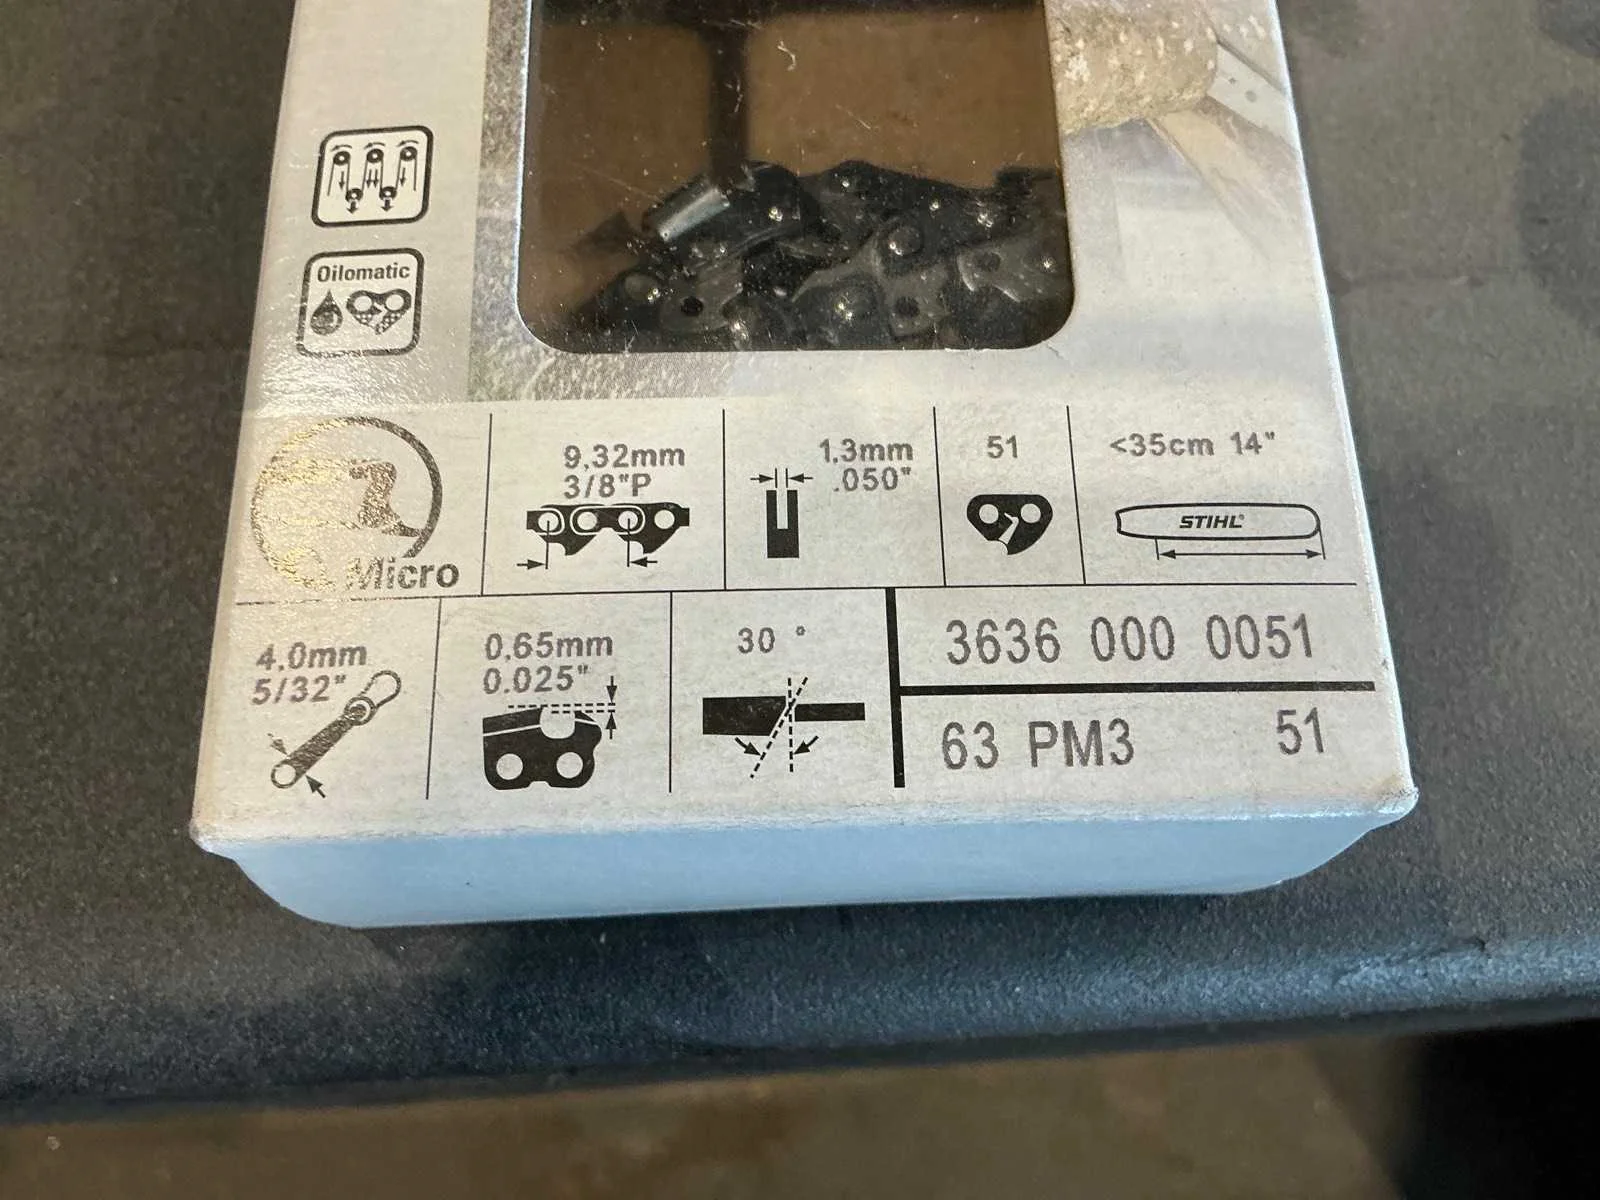 Oilomatic
Micro
9,32mm
3/8"P
1.3mm
.050"
51
<35cm 14"
STIHL®
4,0mm
5/32"
0,65mm
0.025"
30 °
3636 000 0051
63 PM3 51